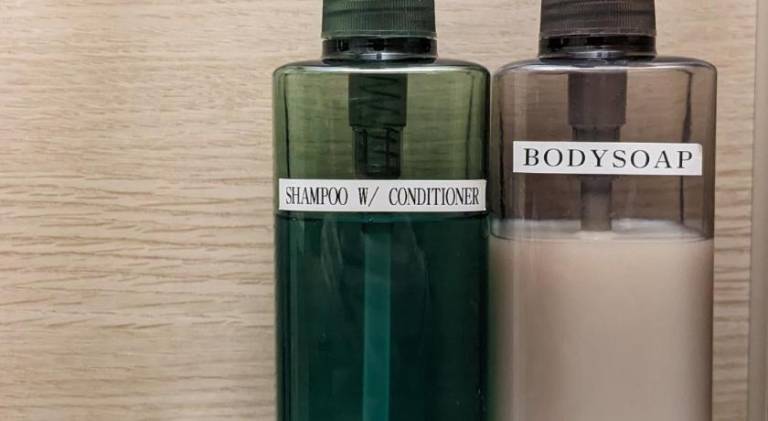 SHAMPOO W/ CONDITIONER
BODYSOAP